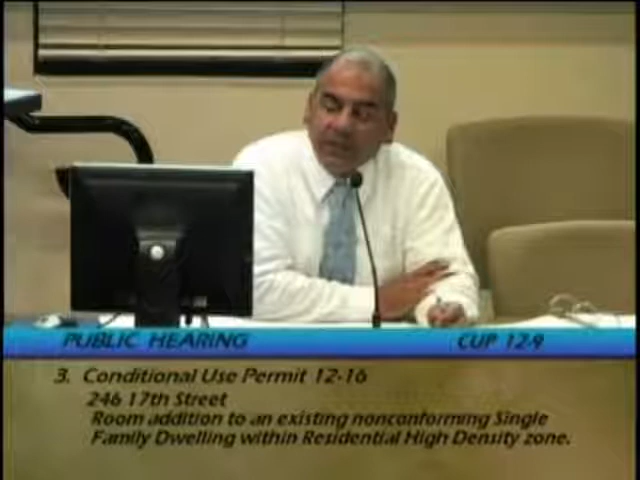 PUBLIC HEARING CUP 12-9
3. Conditional Use Permit 12-16
246 17th Street
Room addition to an existing nonconforming Single
Family Dwelling within Residential High Density zone.